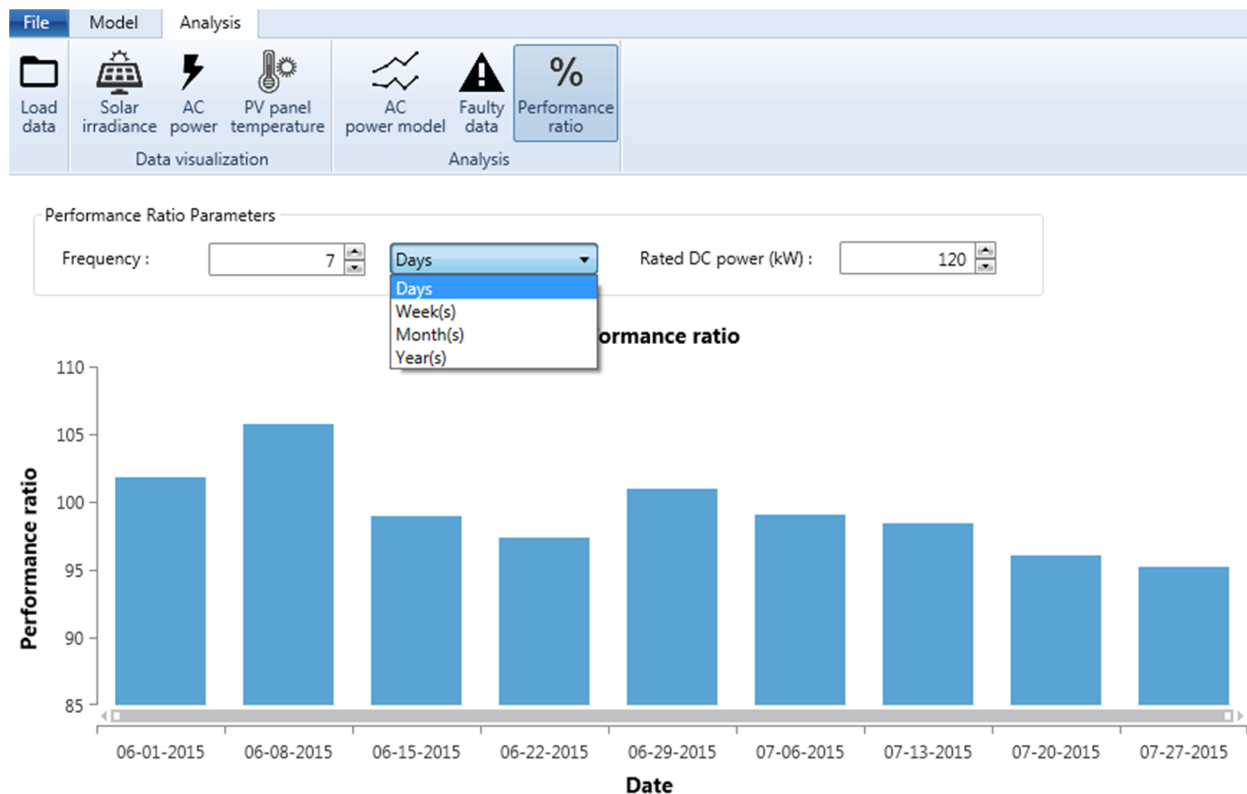 File Model Analysis
Load data
Solar irradiance
AC power
PV panel temperature
AC power model
Faulty data
%
Performance ratio
Data visualization
Analysis
Performance Ratio Parameters
Frequency : 7 Days Rated DC power (kW) : 120
Days
Week(s)
Month(s)
Year(s)
ormance ratio
110
105
100
95
90
85
Performance ratio
06-01-2015 06-08-2015 06-15-2015 06-22-2015 06-29-2015 07-06-2015 07-13-2015 07-20-2015 07-27-2015
Date